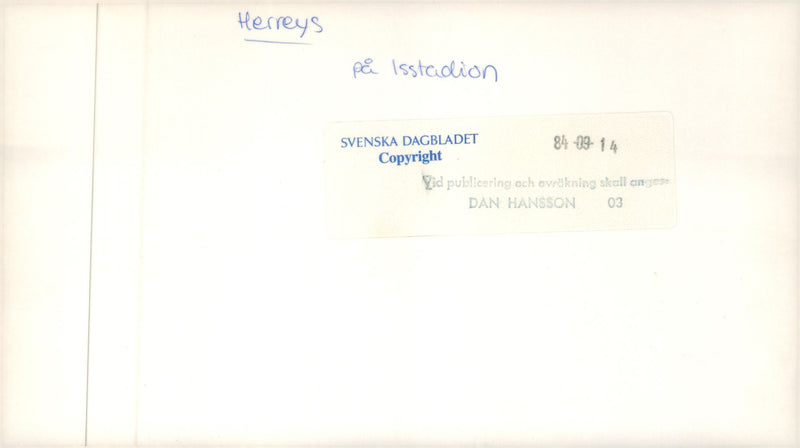 Herreys
på Isstadion
SVENSKA DAGBLADET
Copyright
84-09-14
Vid publicering och avräkning skall anges
DAN HANSSON 03